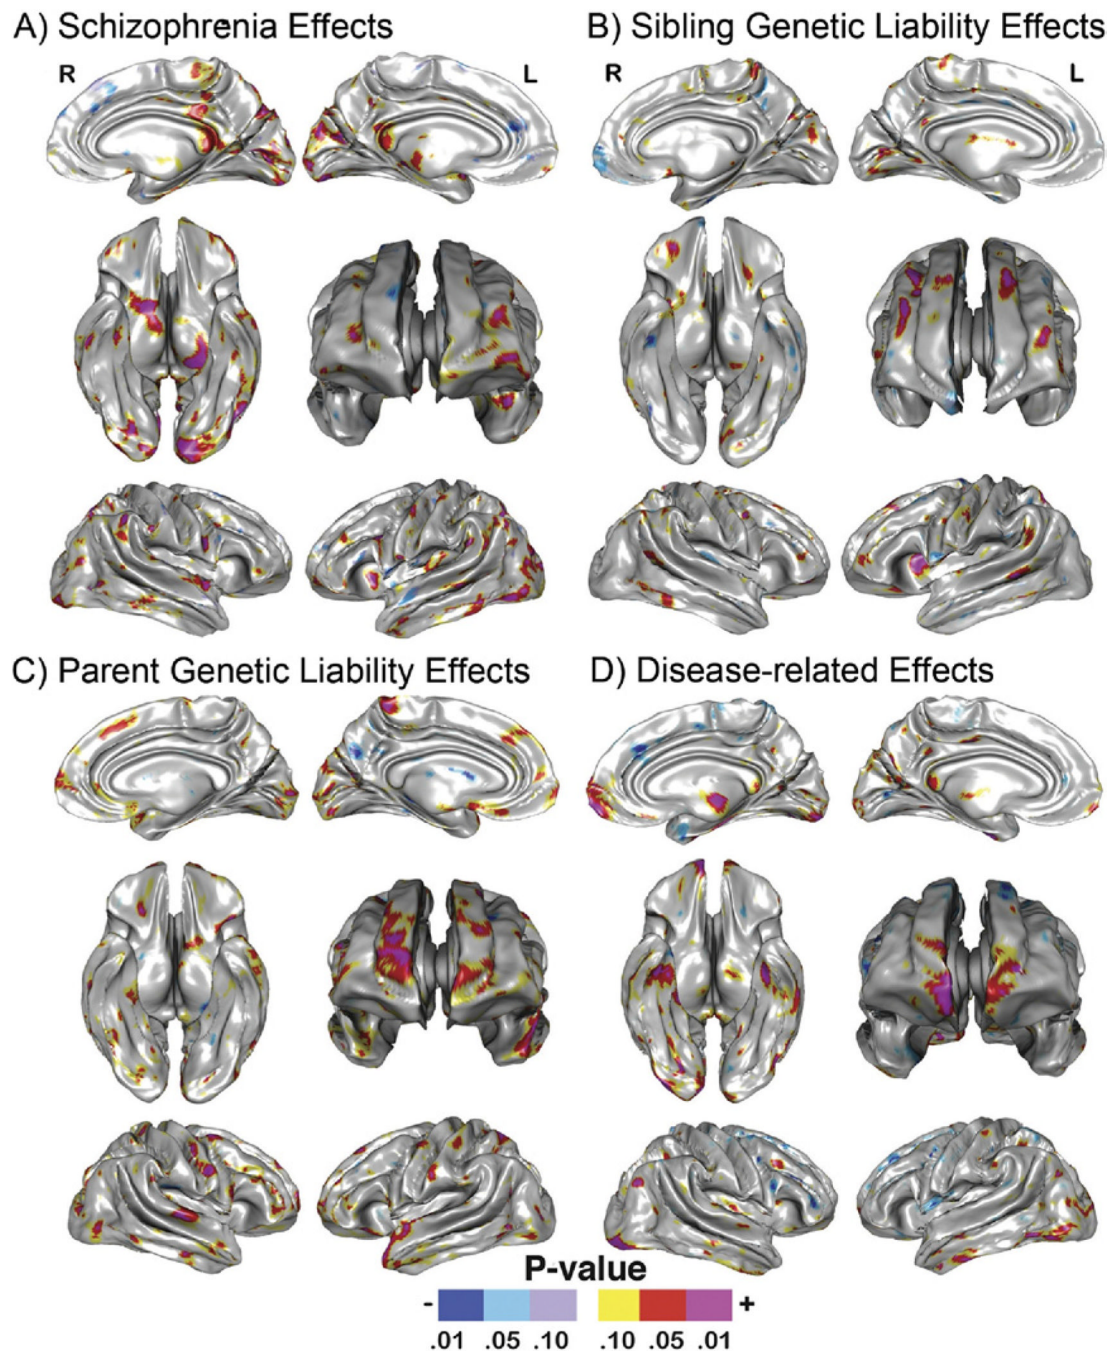 A) Schizophrenia Effects
B) Sibling Genetic Liability Effects
R L
R L
C) Parent Genetic Liability Effects
D) Disease-related Effects
P-value
- +
.01 .05 .10 .10 .05 .01